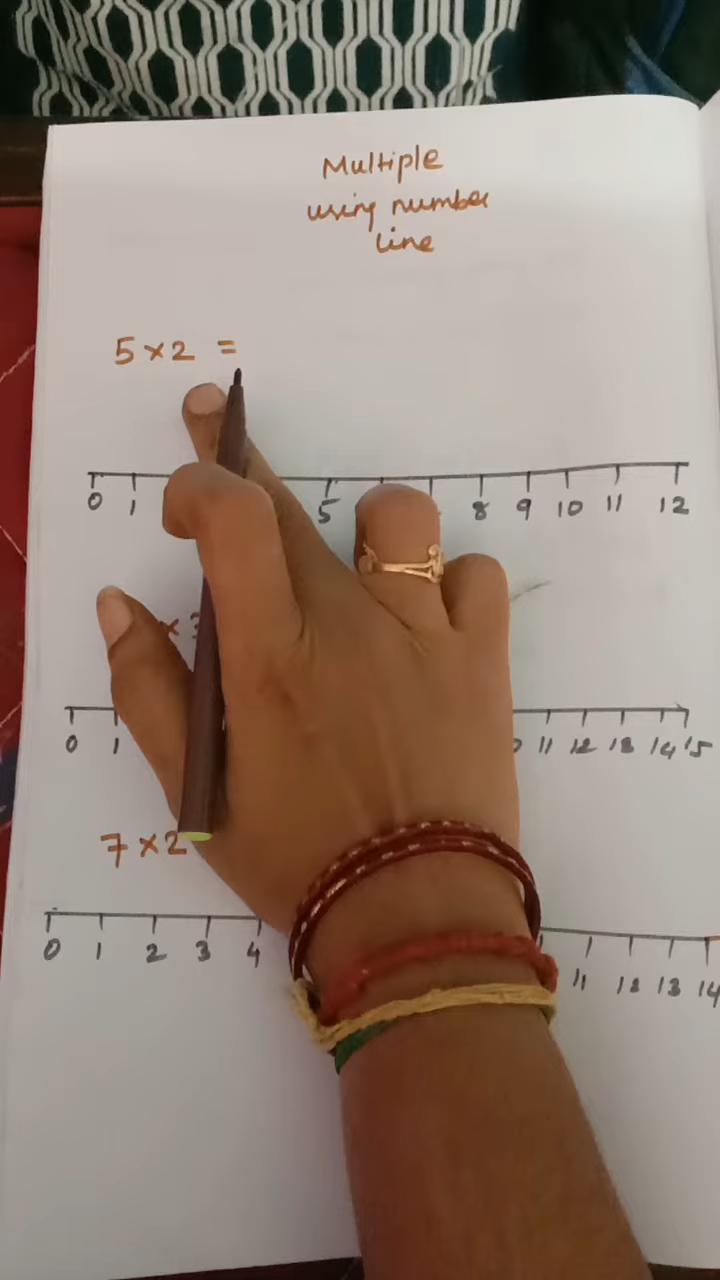 Multiple
using number
line
5 × 2 =
0 1 5 8 9 10 11 12
× 3
0 1 11 12 13 14 15
7 × 2
0 1 2 3 4 11 12 13 14